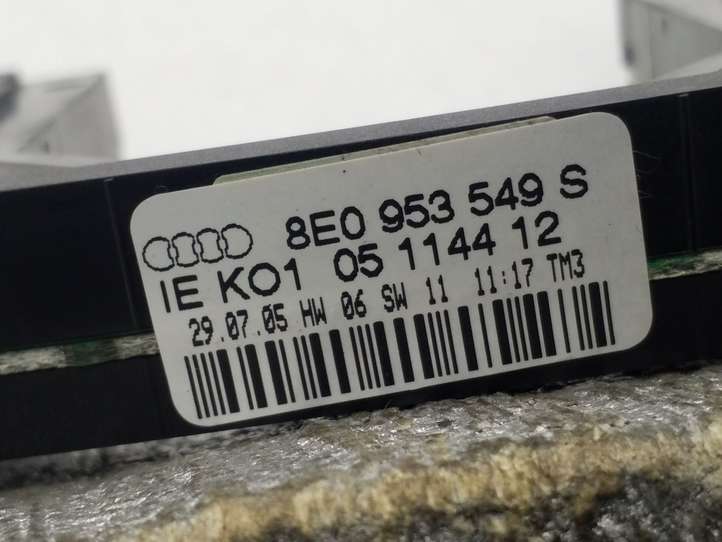 8E0 953 549 S
IE KO1 05 1144 12
29.07.05 HW 06 SW 11 11:17 TM3